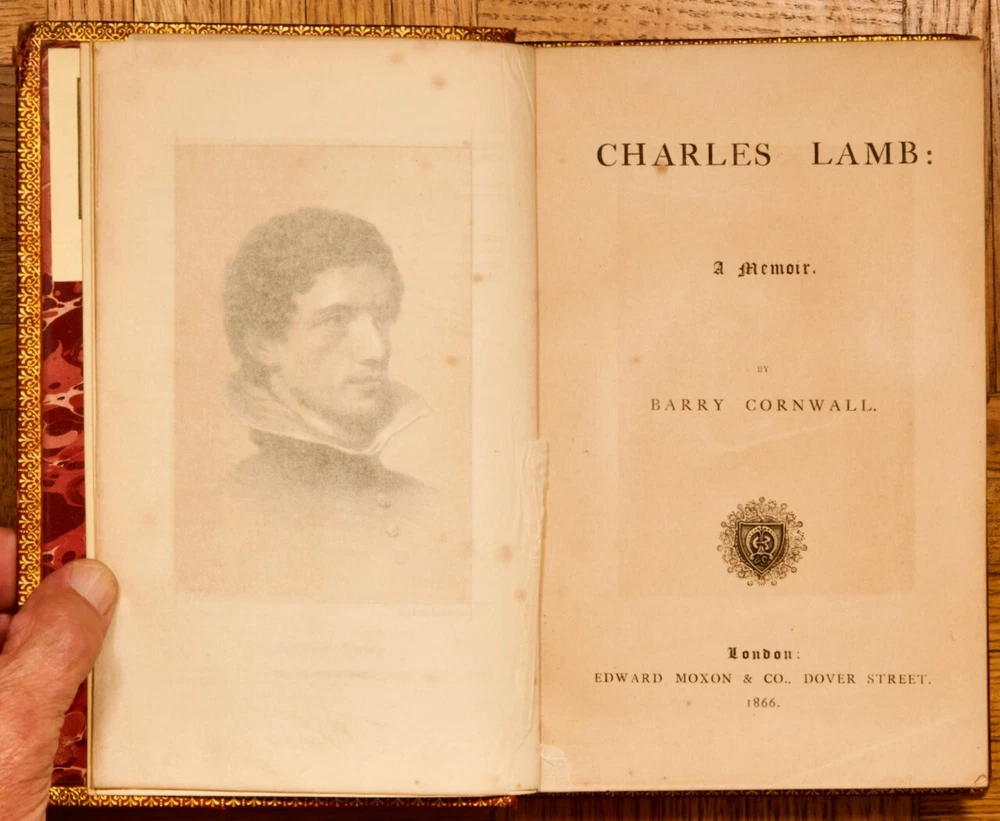 CHARLES LAMB:
A Memoir.
BY
BARRY CORNWALL.
London:
EDWARD MOXON & CO., DOVER STREET.
1866.